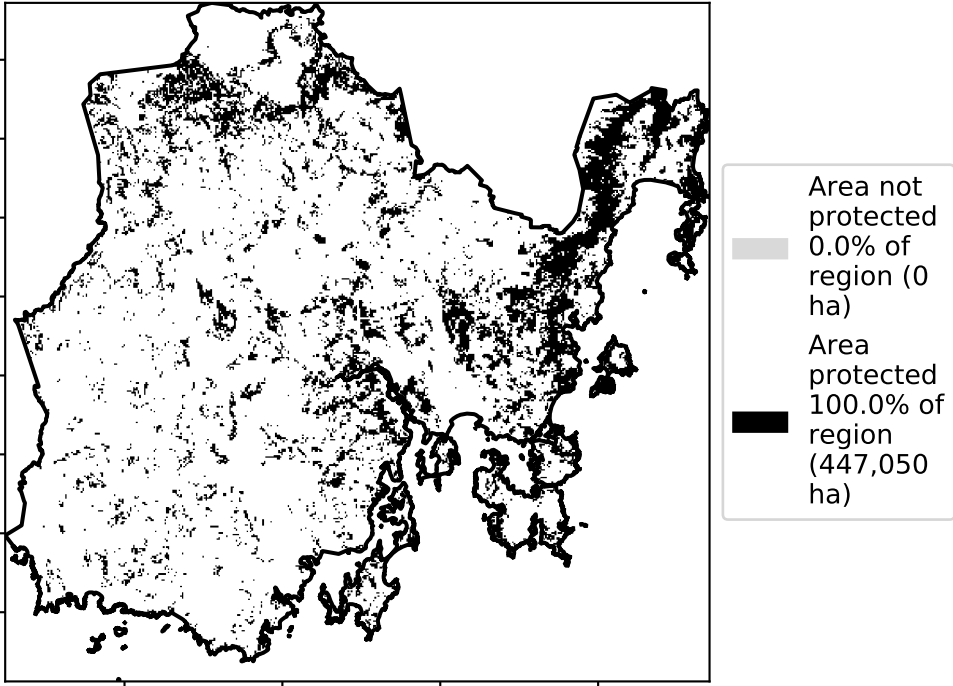 Area not
protected
0.0% of
region (0
ha)
Area
protected
100.0% of
region
(447,050
ha)